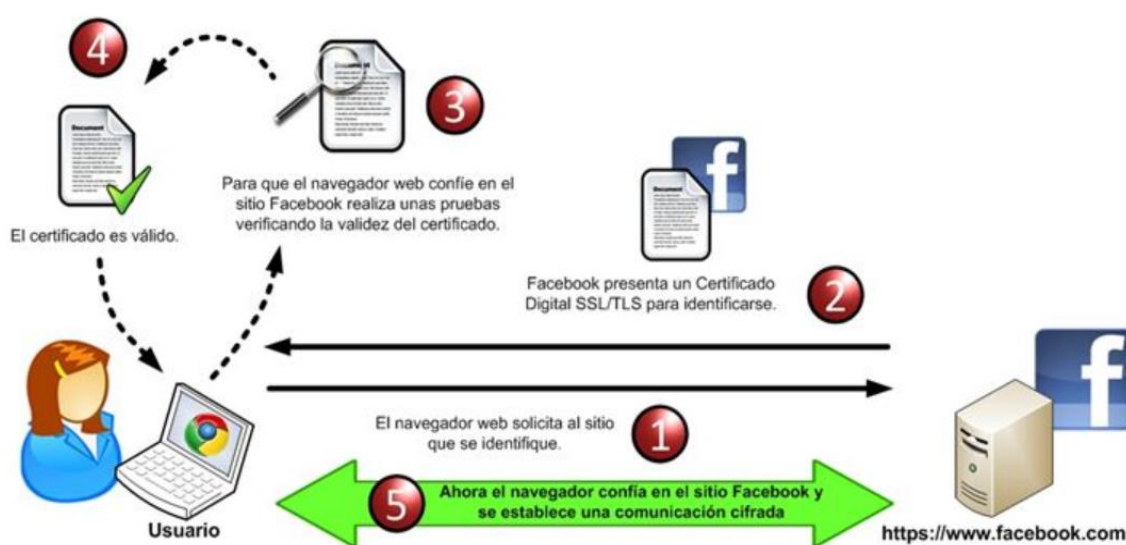 4
3
Document
Document
Para que el navegador web confíe en el
sitio Facebook realiza unas pruebas
verificando la validez del certificado.
El certificado es válido.
Document
f
Facebook presenta un Certificado
Digital SSL/TLS para identificarse.
2
f
El navegador web solicita al sitio
que se identifique.
1
5
Ahora el navegador confía en el sitio Facebook y
se establece una comunicación cifrada
Usuario
https://www.facebook.com